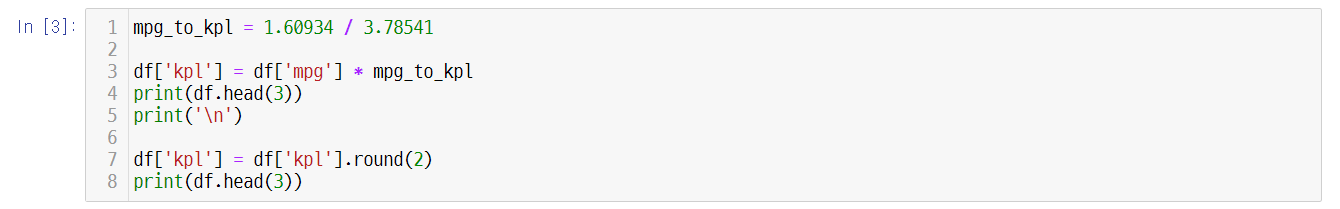 In [3]:
1 mpg_to_kpl = 1.60934 / 3.78541
2
3 df['kpl'] = df['mpg'] * mpg_to_kpl
4 print(df.head(3))
5 print('\n')
6
7 df['kpl'] = df['kpl'].round(2)
8 print(df.head(3))